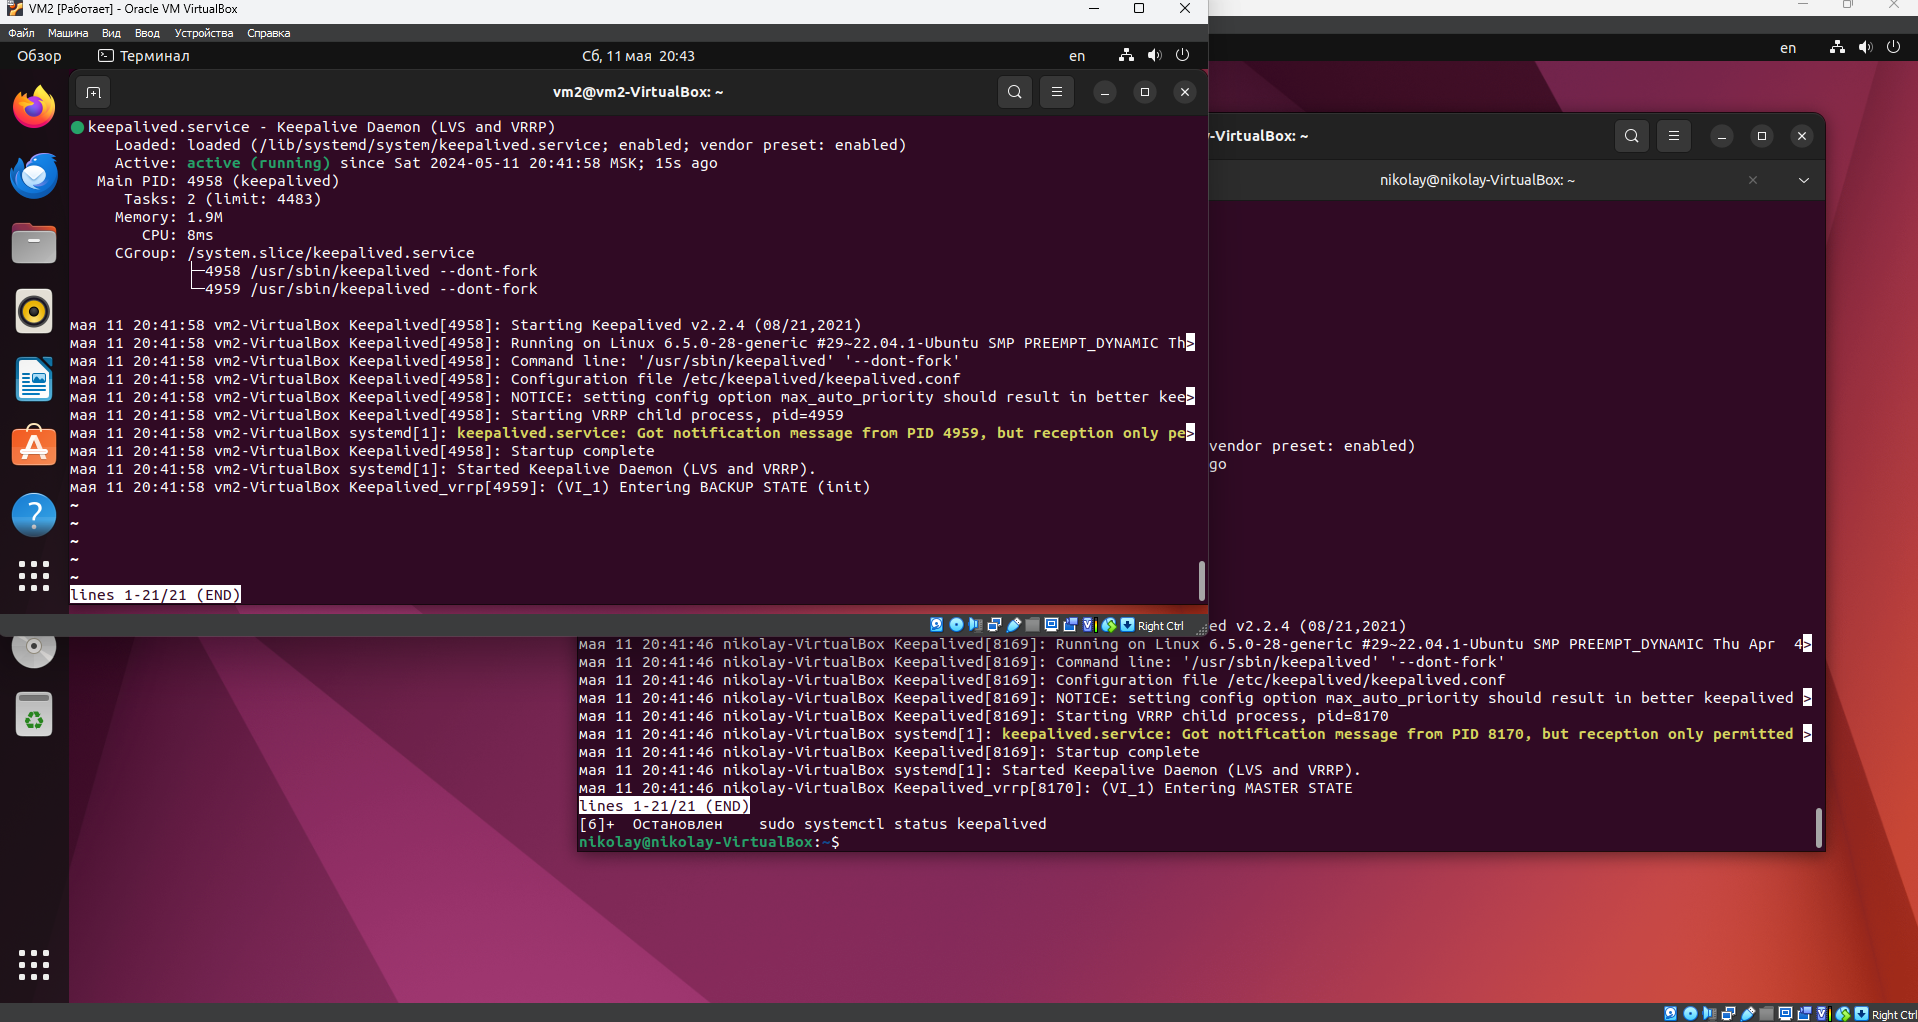 VM2 [Работает] - Oracle VM VirtualBox
Файл Машина Вид Ввод Устройства Справка
Обзор Терминал Сб, 11 мая 20:43 en
vm2@vm2-VirtualBox: ~
keepalived.service - Keepalive Daemon (LVS and VRRP)
Loaded: loaded (/lib/systemd/system/keepalived.service; enabled; vendor preset: enabled)
Active: active (running) since Sat 2024-05-11 20:41:58 MSK; 15s ago
Main PID: 4958 (keepalived)
Tasks: 2 (limit: 4483)
Memory: 1.9M
CPU: 8ms
CGroup: /system.slice/keepalived.service
├─4958 /usr/sbin/keepalived --dont-fork
└─4959 /usr/sbin/keepalived --dont-fork
мая 11 20:41:58 vm2-VirtualBox Keepalived[4958]: Starting Keepalived v2.2.4 (08/21,2021)
мая 11 20:41:58 vm2-VirtualBox Keepalived[4958]: Running on Linux 6.5.0-28-generic #29~22.04.1-Ubuntu SMP PREEMPT_DYNAMIC Th>
мая 11 20:41:58 vm2-VirtualBox Keepalived[4958]: Command line: '/usr/sbin/keepalived' '--dont-fork'
мая 11 20:41:58 vm2-VirtualBox Keepalived[4958]: Configuration file /etc/keepalived/keepalived.conf
мая 11 20:41:58 vm2-VirtualBox Keepalived[4958]: NOTICE: setting config option max_auto_priority should result in better kee>
мая 11 20:41:58 vm2-VirtualBox Keepalived[4958]: Starting VRRP child process, pid=4959
мая 11 20:41:58 vm2-VirtualBox systemd[1]: keepalived.service: Got notification message from PID 4959, but reception only pe>
мая 11 20:41:58 vm2-VirtualBox Keepalived[4958]: Startup complete
мая 11 20:41:58 vm2-VirtualBox systemd[1]: Started Keepalive Daemon (LVS and VRRP).
мая 11 20:41:58 vm2-VirtualBox Keepalived_vrrp[4959]: (VI_1) Entering BACKUP STATE (init)
~
~
~
~
~
lines 1-21/21 (END)
Right Ctrl
en
-VirtualBox: ~
nikolay@nikolay-VirtualBox: ~
vendor preset: enabled)
go
ed v2.2.4 (08/21,2021)
мая 11 20:41:46 nikolay-VirtualBox Keepalived[8169]: Running on Linux 6.5.0-28-generic #29~22.04.1-Ubuntu SMP PREEMPT_DYNAMIC Thu Apr  4>
мая 11 20:41:46 nikolay-VirtualBox Keepalived[8169]: Command line: '/usr/sbin/keepalived' '--dont-fork'
мая 11 20:41:46 nikolay-VirtualBox Keepalived[8169]: Configuration file /etc/keepalived/keepalived.conf
мая 11 20:41:46 nikolay-VirtualBox Keepalived[8169]: NOTICE: setting config option max_auto_priority should result in better keepalived >
мая 11 20:41:46 nikolay-VirtualBox Keepalived[8169]: Starting VRRP child process, pid=8170
мая 11 20:41:46 nikolay-VirtualBox systemd[1]: keepalived.service: Got notification message from PID 8170, but reception only permitted >
мая 11 20:41:46 nikolay-VirtualBox Keepalived[8169]: Startup complete
мая 11 20:41:46 nikolay-VirtualBox systemd[1]: Started Keepalive Daemon (LVS and VRRP).
мая 11 20:41:46 nikolay-VirtualBox Keepalived_vrrp[8170]: (VI_1) Entering MASTER STATE
lines 1-21/21 (END)
[6]+  Остановлен    sudo systemctl status keepalived
nikolay@nikolay-VirtualBox:~$
Right Ctrl